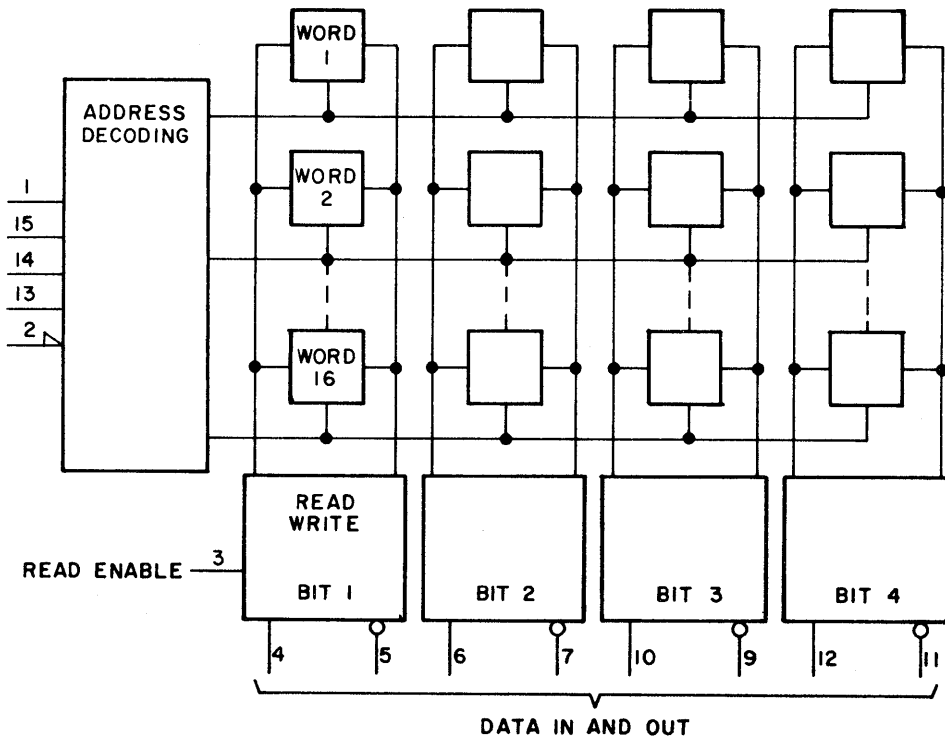 WORD
1
ADDRESS
DECODING
1
15
14
13
2
WORD
2
WORD
16
READ
WRITE
READ ENABLE
3
BIT 1
BIT 2
BIT 3
BIT 4
4
5
6
7
10
9
12
11
DATA IN AND OUT